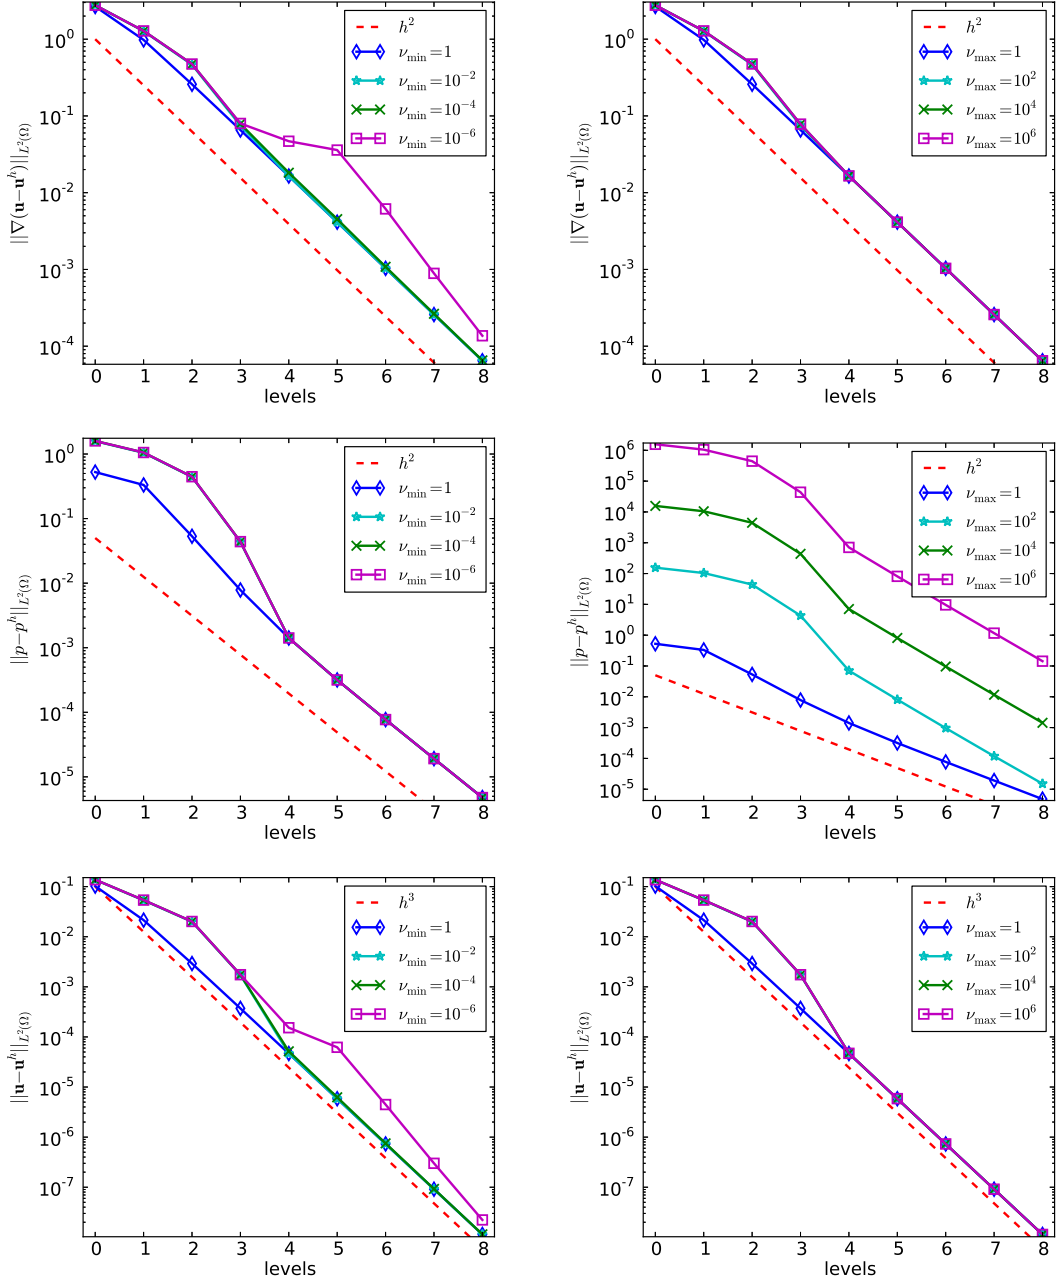 10⁰
10⁻¹
10⁻²
10⁻³
10⁻⁴
||∇(u−uʰ)||_{L²(Ω)}
h²
ν_min=1
ν_min=10⁻²
ν_min=10⁻⁴
ν_min=10⁻⁶
0 1 2 3 4 5 6 7 8
levels
10⁰
10⁻¹
10⁻²
10⁻³
10⁻⁴
||∇(u−uʰ)||_{L²(Ω)}
h²
ν_max=1
ν_max=10²
ν_max=10⁴
ν_max=10⁶
0 1 2 3 4 5 6 7 8
levels
10⁰
10⁻¹
10⁻²
10⁻³
10⁻⁴
10⁻⁵
||p−pʰ||_{L²(Ω)}
h²
ν_min=1
ν_min=10⁻²
ν_min=10⁻⁴
ν_min=10⁻⁶
0 1 2 3 4 5 6 7 8
levels
10⁶
10⁵
10⁴
10³
10²
10¹
10⁰
10⁻¹
10⁻²
10⁻³
10⁻⁴
10⁻⁵
||p−pʰ||_{L²(Ω)}
h²
ν_max=1
ν_max=10²
ν_max=10⁴
ν_max=10⁶
0 1 2 3 4 5 6 7 8
levels
10⁻¹
10⁻²
10⁻³
10⁻⁴
10⁻⁵
10⁻⁶
10⁻⁷
||u−uʰ||_{L²(Ω)}
h³
ν_min=1
ν_min=10⁻²
ν_min=10⁻⁴
ν_min=10⁻⁶
0 1 2 3 4 5 6 7 8
levels
10⁻¹
10⁻²
10⁻³
10⁻⁴
10⁻⁵
10⁻⁶
10⁻⁷
||u−uʰ||_{L²(Ω)}
h³
ν_max=1
ν_max=10²
ν_max=10⁴
ν_max=10⁶
0 1 2 3 4 5 6 7 8
levels